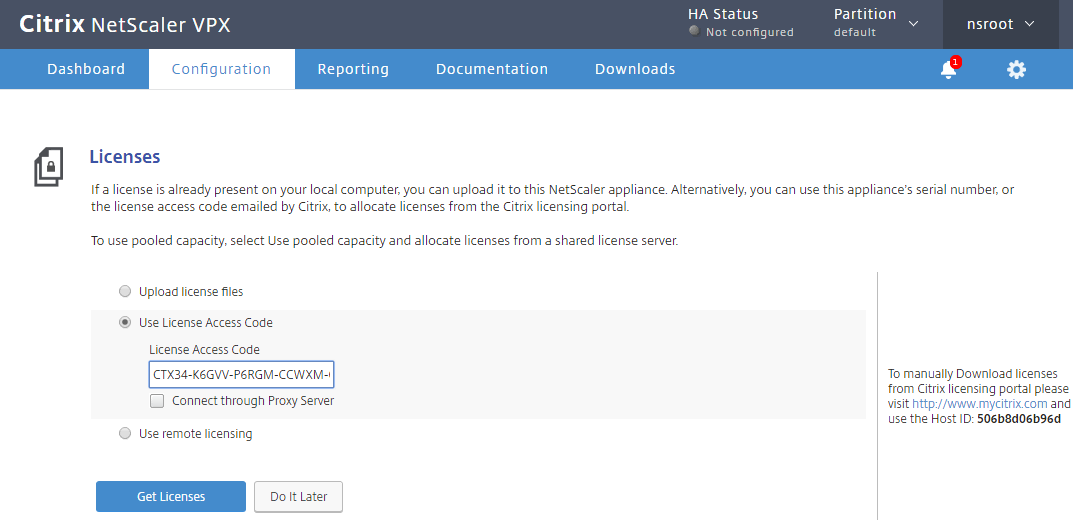 Citrix NetScaler VPX
HA Status
Not configured
Partition
default
nsroot
Dashboard
Configuration
Reporting
Documentation
Downloads
1
Licenses
If a license is already present on your local computer, you can upload it to this NetScaler appliance. Alternatively, you can use this appliance's serial number, or
the license access code emailed by Citrix, to allocate licenses from the Citrix licensing portal.
To use pooled capacity, select Use pooled capacity and allocate licenses from a shared license server.
Upload license files
Use License Access Code
License Access Code
CTX34-K6GVV-P6RGM-CCWXM-
Connect through Proxy Server
Use remote licensing
Get Licenses
Do It Later
To manually Download licenses
from Citrix licensing portal please
visit http://www.mycitrix.com and
use the Host ID: 506b8d06b96d